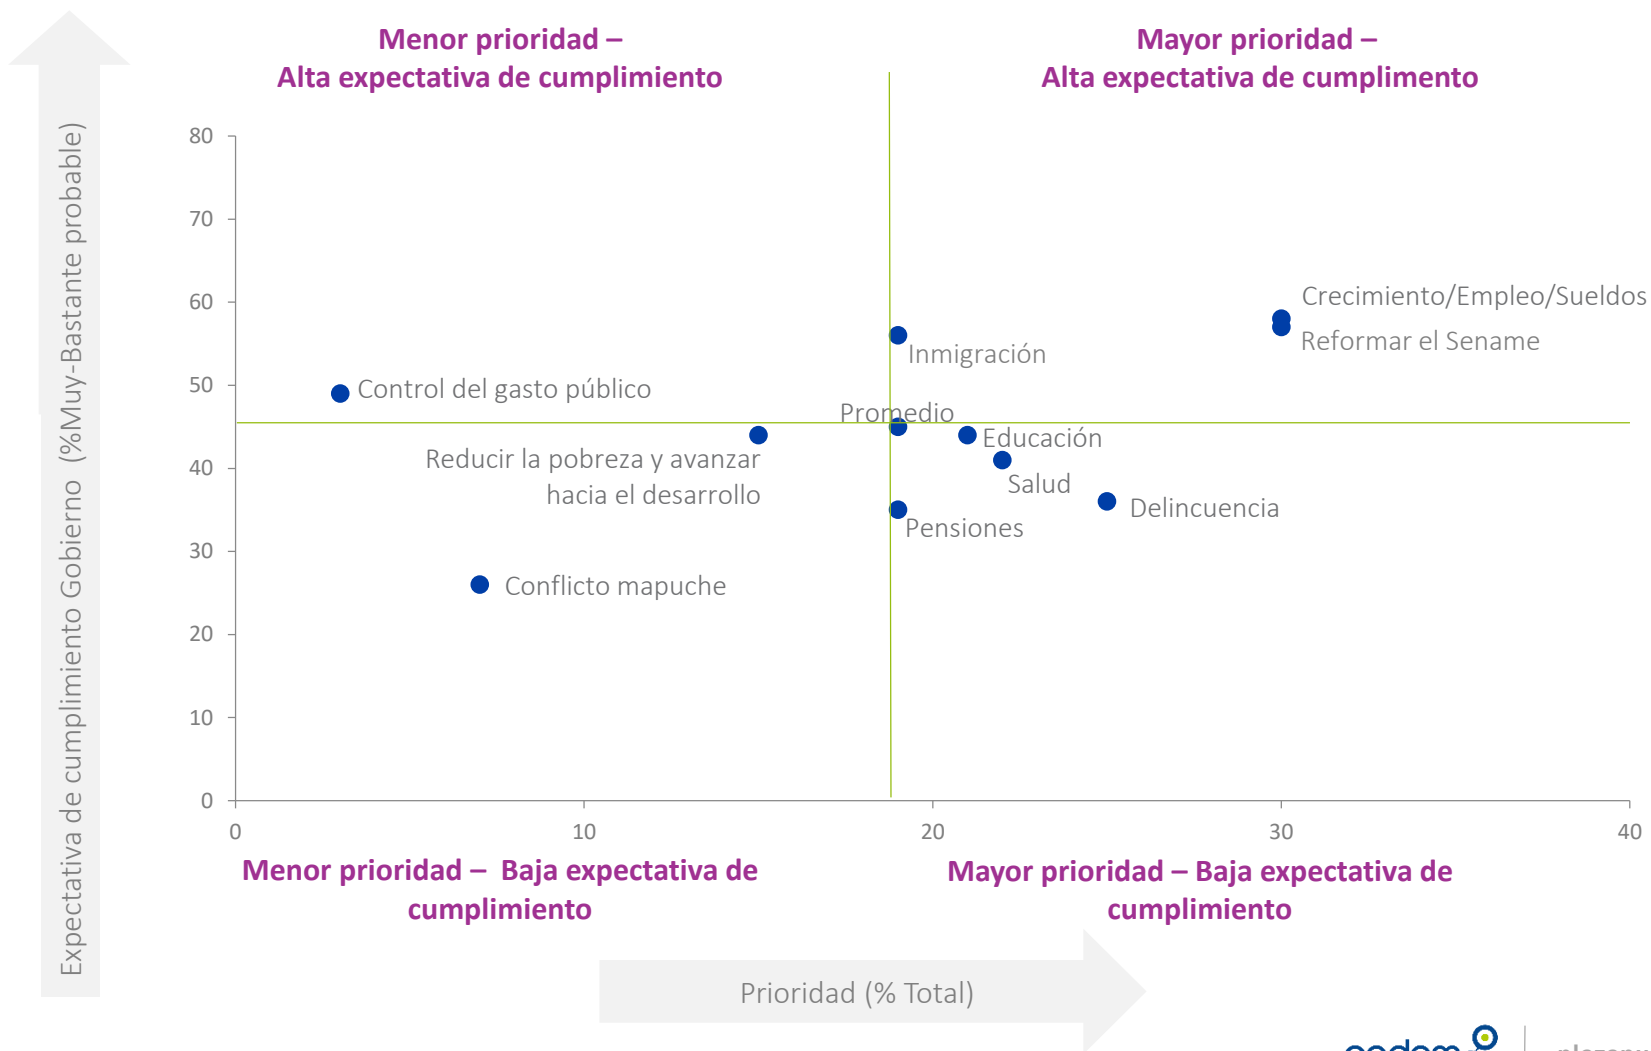 Menor prioridad –
Alta expectativa de cumplimiento
Mayor prioridad –
Alta expectativa de cumplimento
Expectativa de cumplimiento Gobierno (%Muy-Bastante probable)
80
70
60
50
40
30
20
10
0
Crecimiento/Empleo/Sueldos
Reformar el Sename
Inmigración
Control del gasto público
Promedio
Educación
Reducir la pobreza y avanzar
hacia el desarrollo
Salud
Delincuencia
Pensiones
Conflicto mapuche
0
10
20
30
40
Menor prioridad – Baja expectativa de
cumplimiento
Mayor prioridad – Baja expectativa de
cumplimiento
Prioridad (% Total)